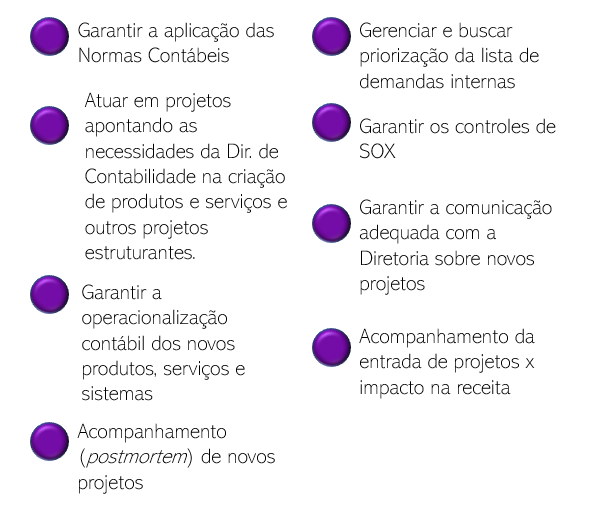 Garantir a aplicação das
Normas Contábeis
Atuar em projetos
apontando as
necessidades da Dir. de
Contabilidade na criação
de produtos e serviços e
outros projetos
estruturantes.
Garantir a
operacionalização
contábil dos novos
produtos, serviços e
sistemas
Acompanhamento
(postmortem) de novos
projetos
Gerenciar e buscar
priorização da lista de
demandas internas
Garantir os controles de
SOX
Garantir a comunicação
adequada com a
Diretoria sobre novos
projetos
Acompanhamento da
entrada de projetos x
impacto na receita